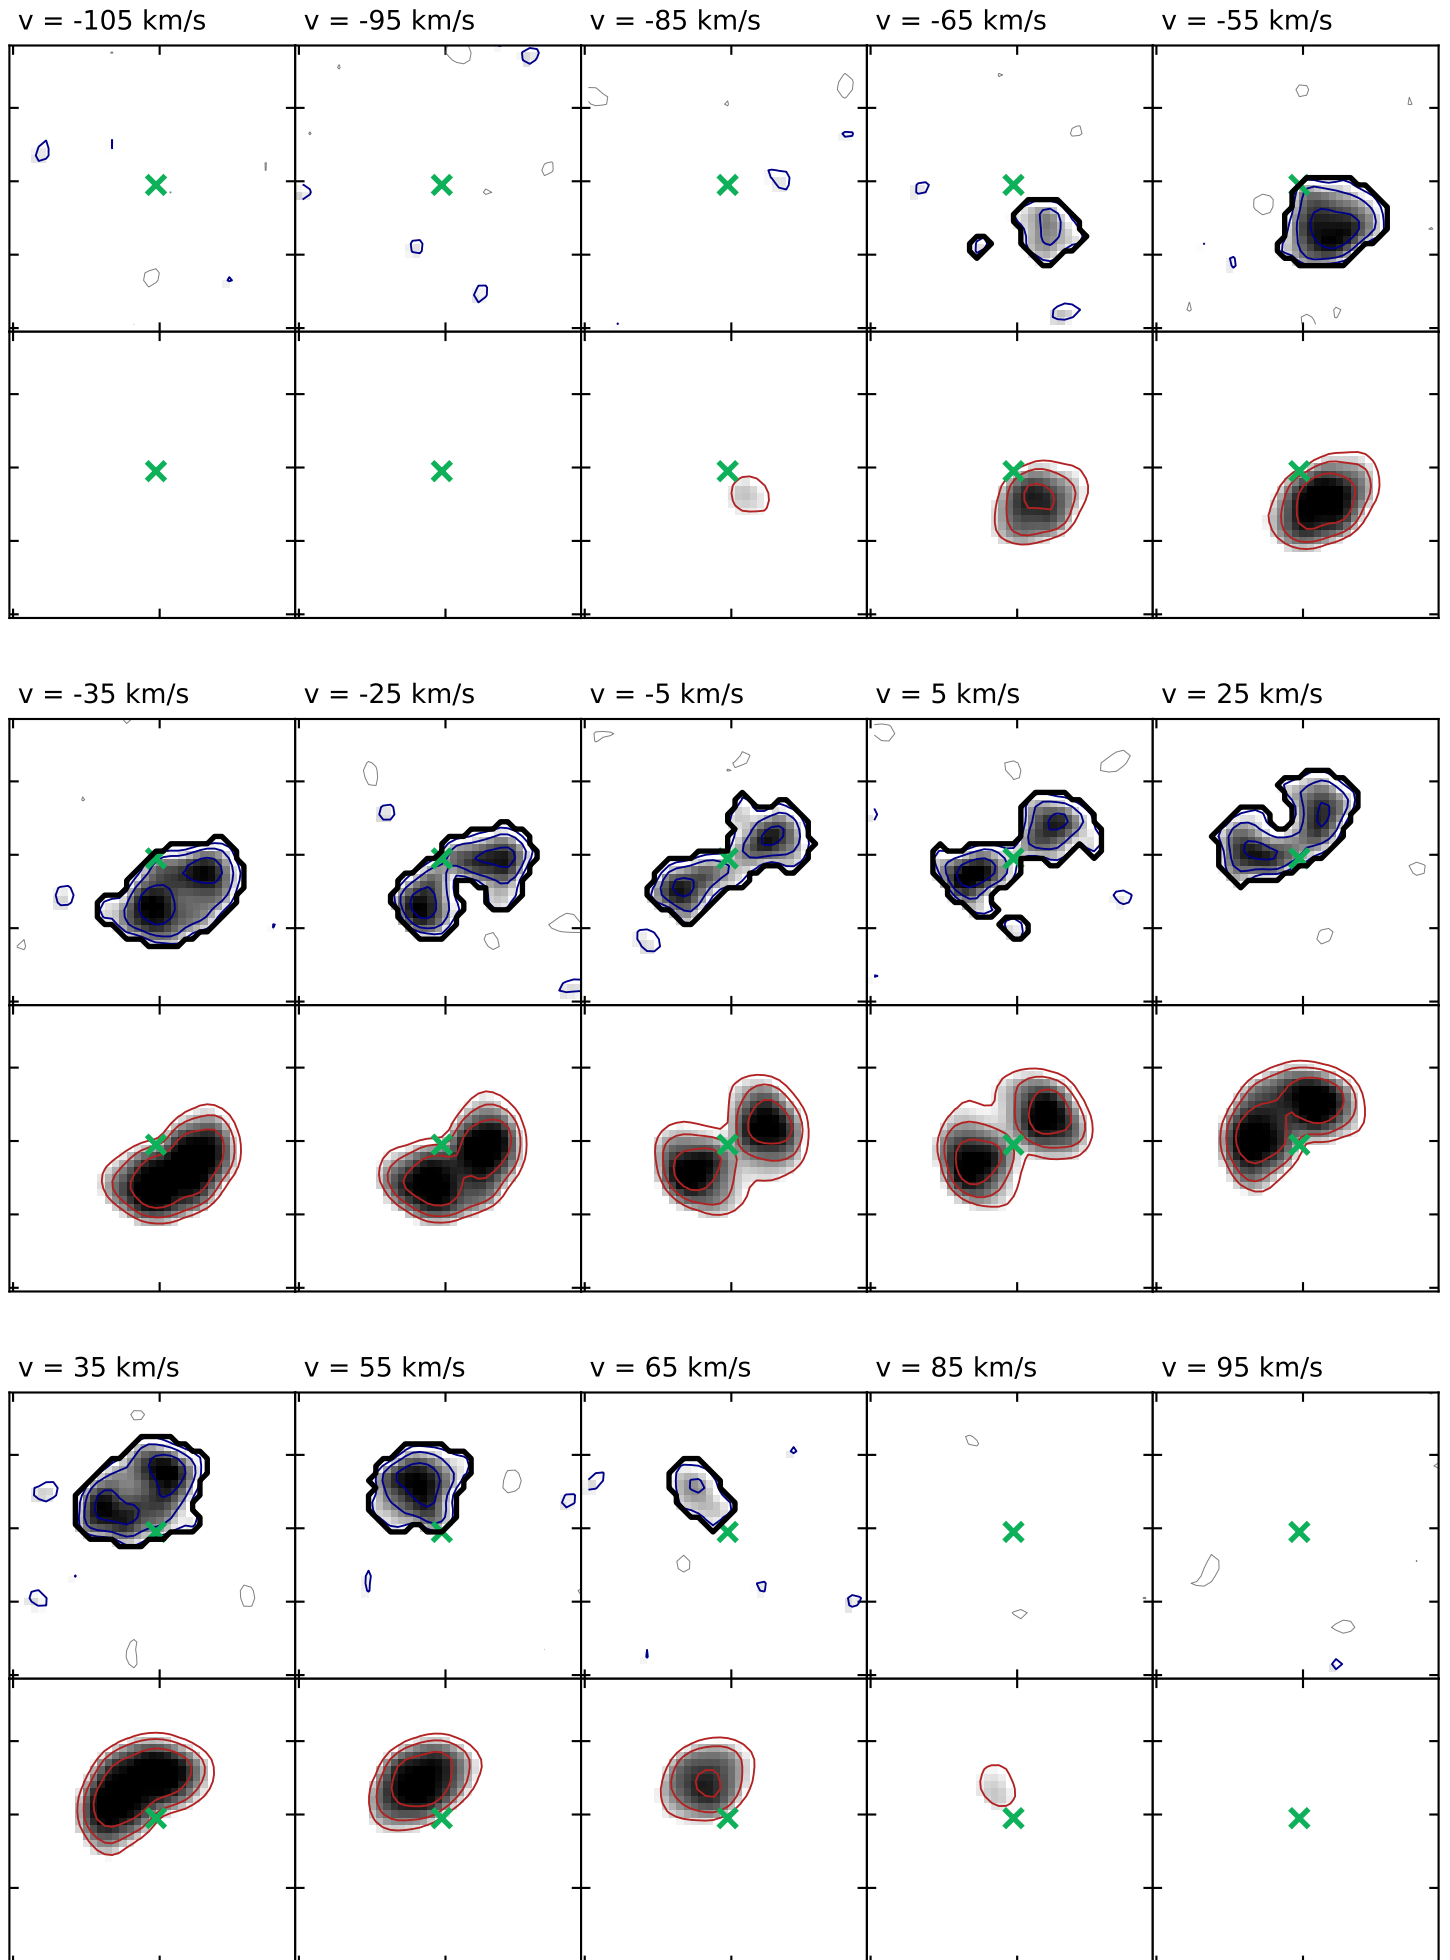 v = -105 km/s v = -95 km/s v = -85 km/s v = -65 km/s v = -55 km/s
v = -35 km/s v = -25 km/s v = -5 km/s v = 5 km/s v = 25 km/s
v = 35 km/s v = 55 km/s v = 65 km/s v = 85 km/s v = 95 km/s